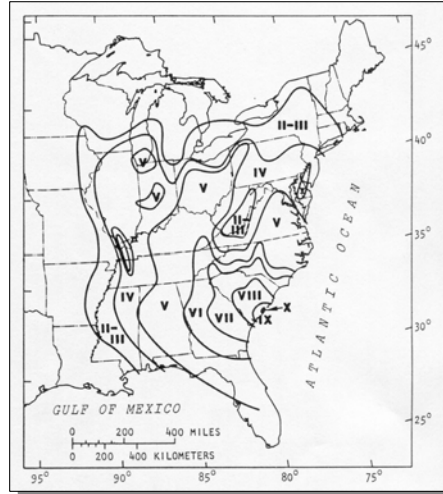 45°
II-III
V
V
V
IV
40°
II-
III
V
35°
VIII
X
IX
IV
V
VI
VII
II-
III
30°
ATLANTIC OCEAN
GULF OF MEXICO
0 200 400 MILES
0 200 400 KILOMETERS
25°
95° 90° 85° 80° 75°